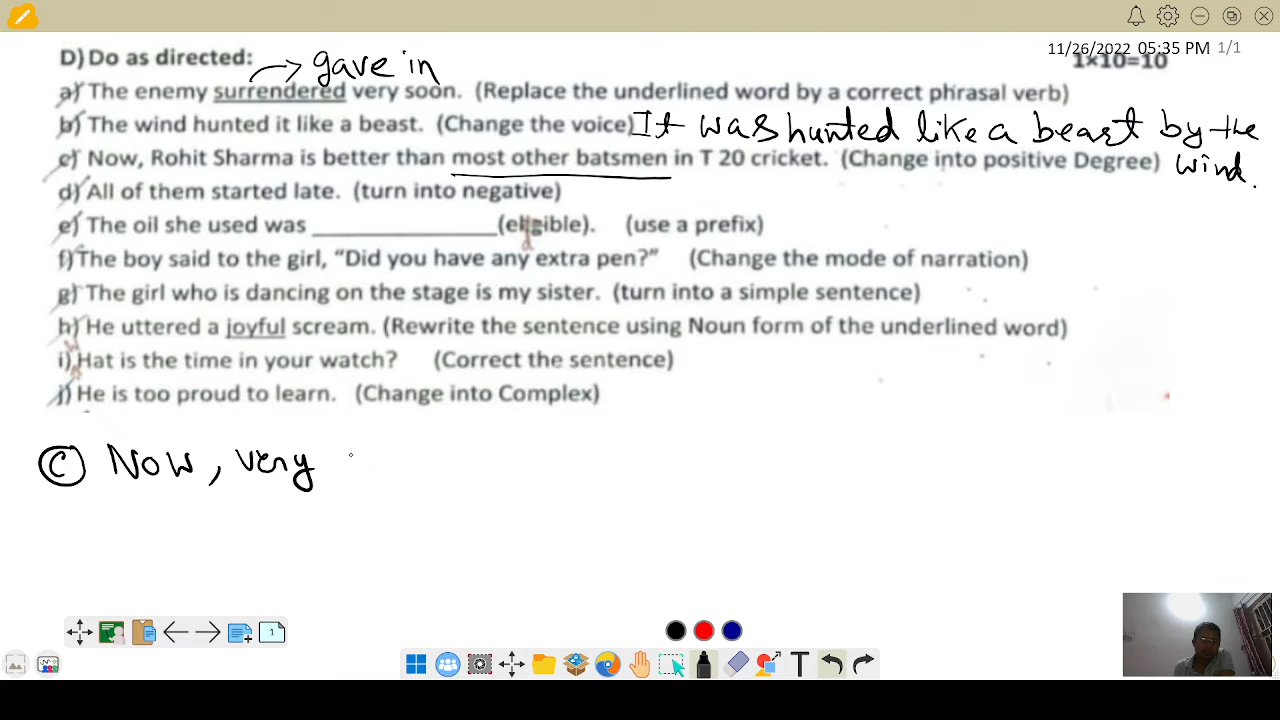 11/26/2022 05:35 PM 1/1
D) Do as directed:
1×10=10
gave in
a) The enemy surrendered very soon. (Replace the underlined word by a correct phrasal verb)
b) The wind hunted it like a beast. (Change the voice) It was hunted like a beast by the wind.
c) Now, Rohit Sharma is better than most other batsmen in T 20 cricket. (Change into positive Degree)
d) All of them started late. (turn into negative)
e) The oil she used was ____________ (eligible). (use a prefix)
f) The boy said to the girl, “Did you have any extra pen?” (Change the mode of narration)
g) The girl who is dancing on the stage is my sister. (turn into a simple sentence)
h) He uttered a joyful scream. (Rewrite the sentence using Noun form of the underlined word)
i) Hat is the time in your watch? (Correct the sentence)
j) He is too proud to learn. (Change into Complex)
c Now, very
1
T